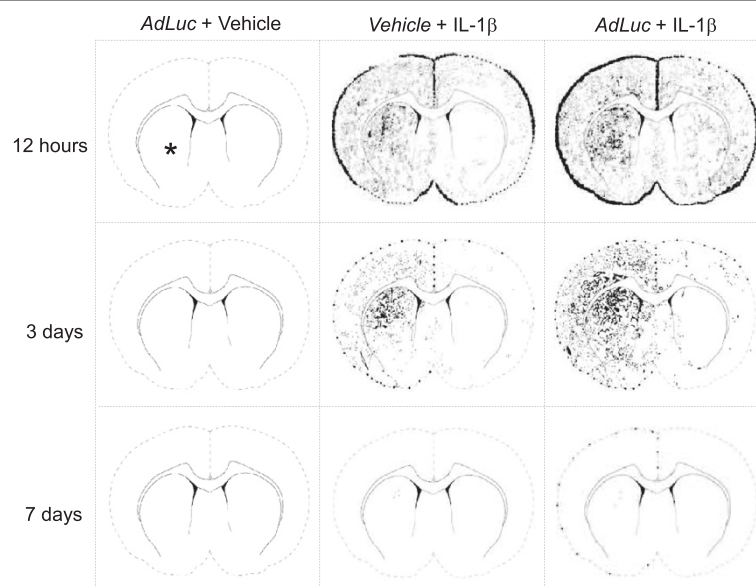 AdLuc + Vehicle Vehicle + IL-1β AdLuc + IL-1β
12 hours
*
3 days
7 days